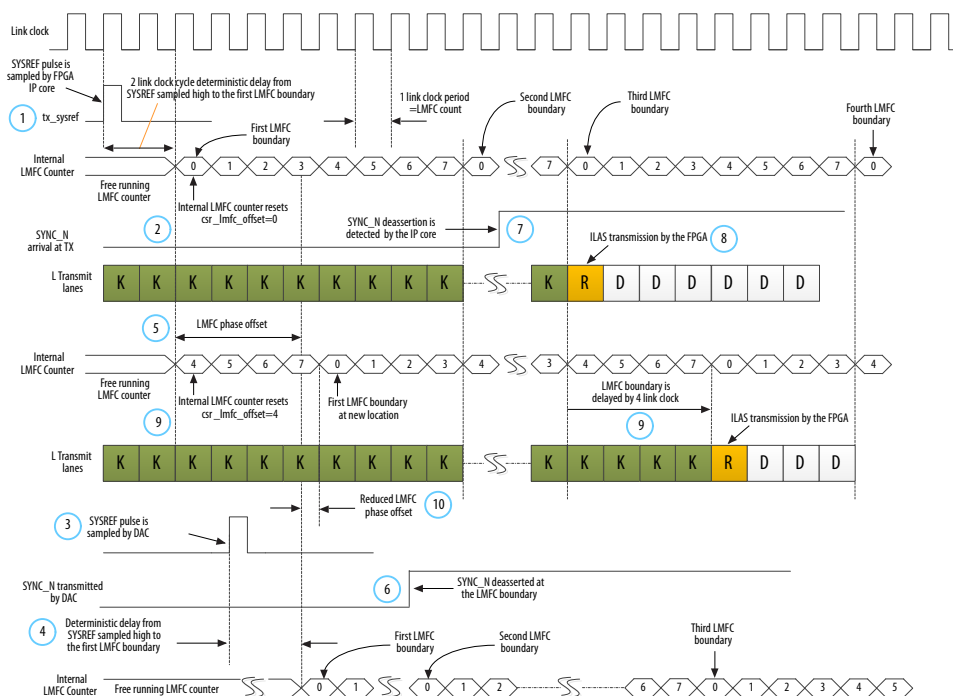 Link clock
SYSREF pulse is
sampled by FPGA
IP core
2 link clock cycle deterministic delay from
SYSREF sampled high to the first LMFC boundary
1 link clock period
=LMFC count
Second LMFC
boundary
Third LMFC
boundary
Fourth LMFC
boundary
1 tx_sysref
First LMFC
boundary
Internal
LMFC Counter
0 1 2 3 4 5 6 7 0 7 0 1 2 3 4 5 6 7 0
Free running
LMFC counter
Internal LMFC counter resets
csr_lmfc_offset=0
2
SYNC_N
arrival at TX
SYNC_N deassertion is
detected by the IP core
7
ILAS transmission by the FPGA
8
L Transmit
lanes
K K K K K K K K K K K R D D D D D D
5
LMFC phase offset
Internal
LMFC Counter
4 5 6 7 0 1 2 3 4 3 4 5 6 7 0 1 2 3 4
Free running
LMFC counter
Internal LMFC counter resets
csr_lmfc_offset=4
First LMFC boundary
at new location
LMFC boundary is
delayed by 4 link clock
9
9
ILAS transmission by the FPGA
L Transmit
lanes
K K K K K K K K K K K K K K K R D D D
Reduced LMFC
phase offset
10
3
SYSREF pulse is
sampled by DAC
SYNC_N transmitted
by DAC
6
SYNC_N deasserted at
the LMFC boundary
4
Deterministic delay from
SYSREF sampled high to
the first LMFC boundary
First LMFC
boundary
Second LMFC
boundary
Third LMFC
boundary
Internal
LMFC Counter
Free running LMFC counter
0 1 0 1 2 6 7 0 1 2 3 4 5